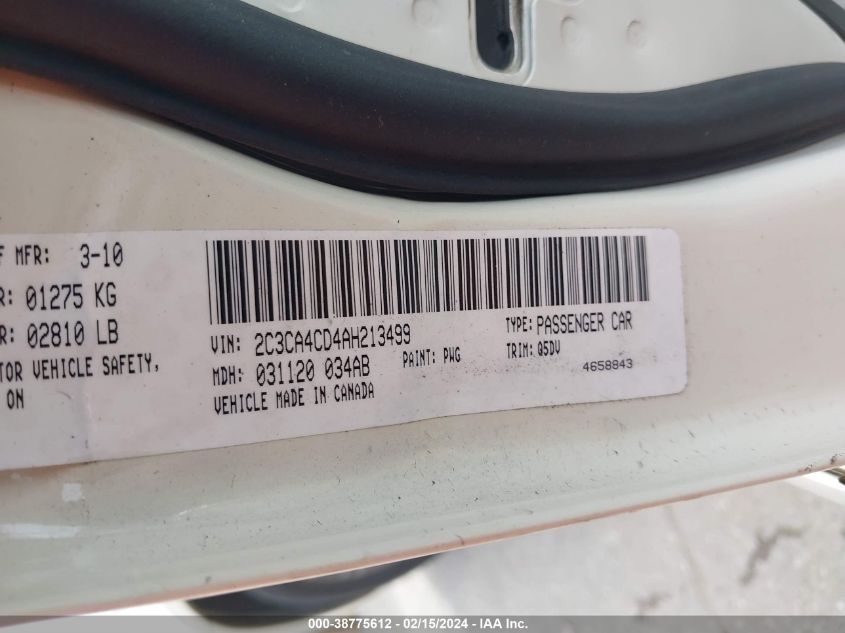 F MFR: 3-10
R: 01275 KG
R: 02810 LB
TOR VEHICLE SAFETY,
ON
VIN: 2C3CA4CD4AH213499
TYPE: PASSENGER CAR
MDH: 031120 034AB
PAINT: PWG
TRIM: Q5DV
VEHICLE MADE IN CANADA
4658843
000-38775612 - 02/15/2024 - IAA Inc.